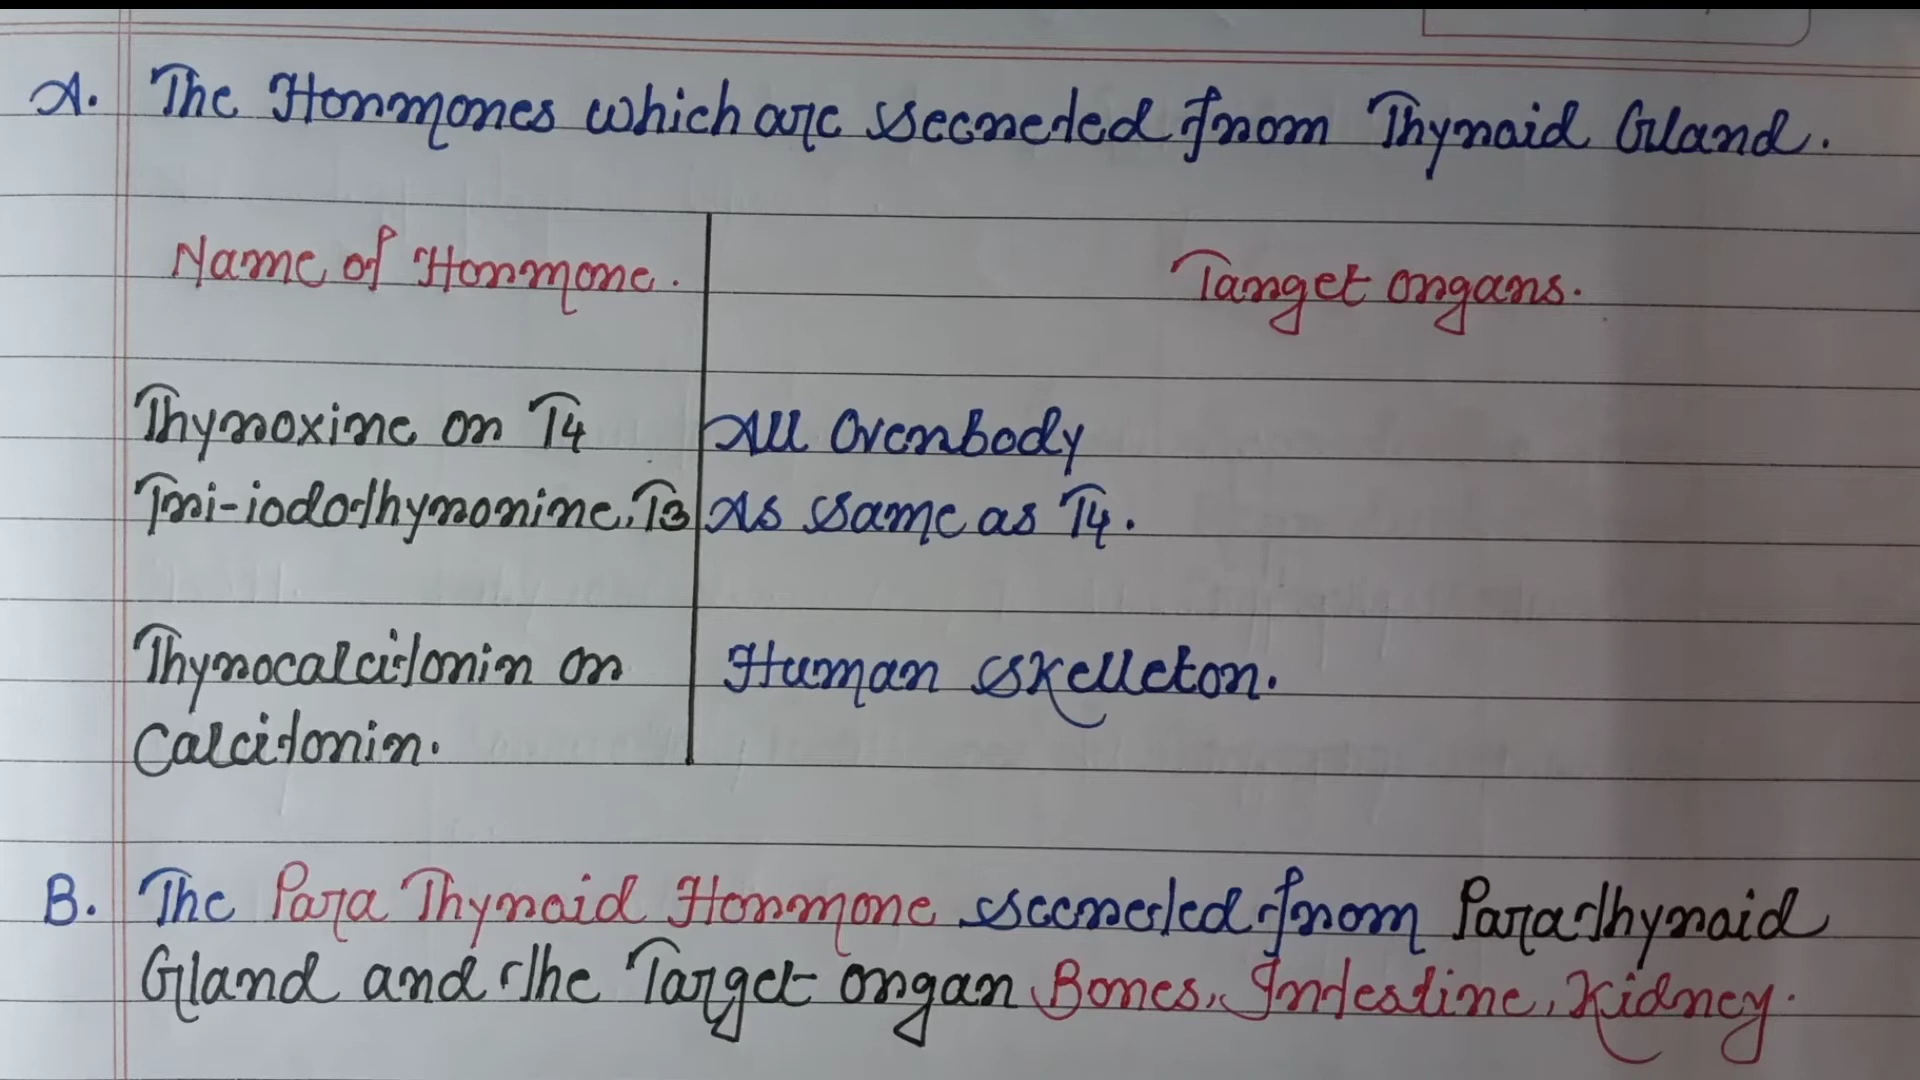 A. The Hormones which are secreted from Thyroid Gland.
Name of Hormone. Target organs.
Thyroxine or T4 All Overbody
Tri-iodothyronine, T3 As same as T4.
Thyrocalcitonin or Human Skelleton.
Calcitonin.
B. The Para Thyroid Hormone secreted from Parathyroid
Gland and the Target organ Bones, Intestine, Kidney.